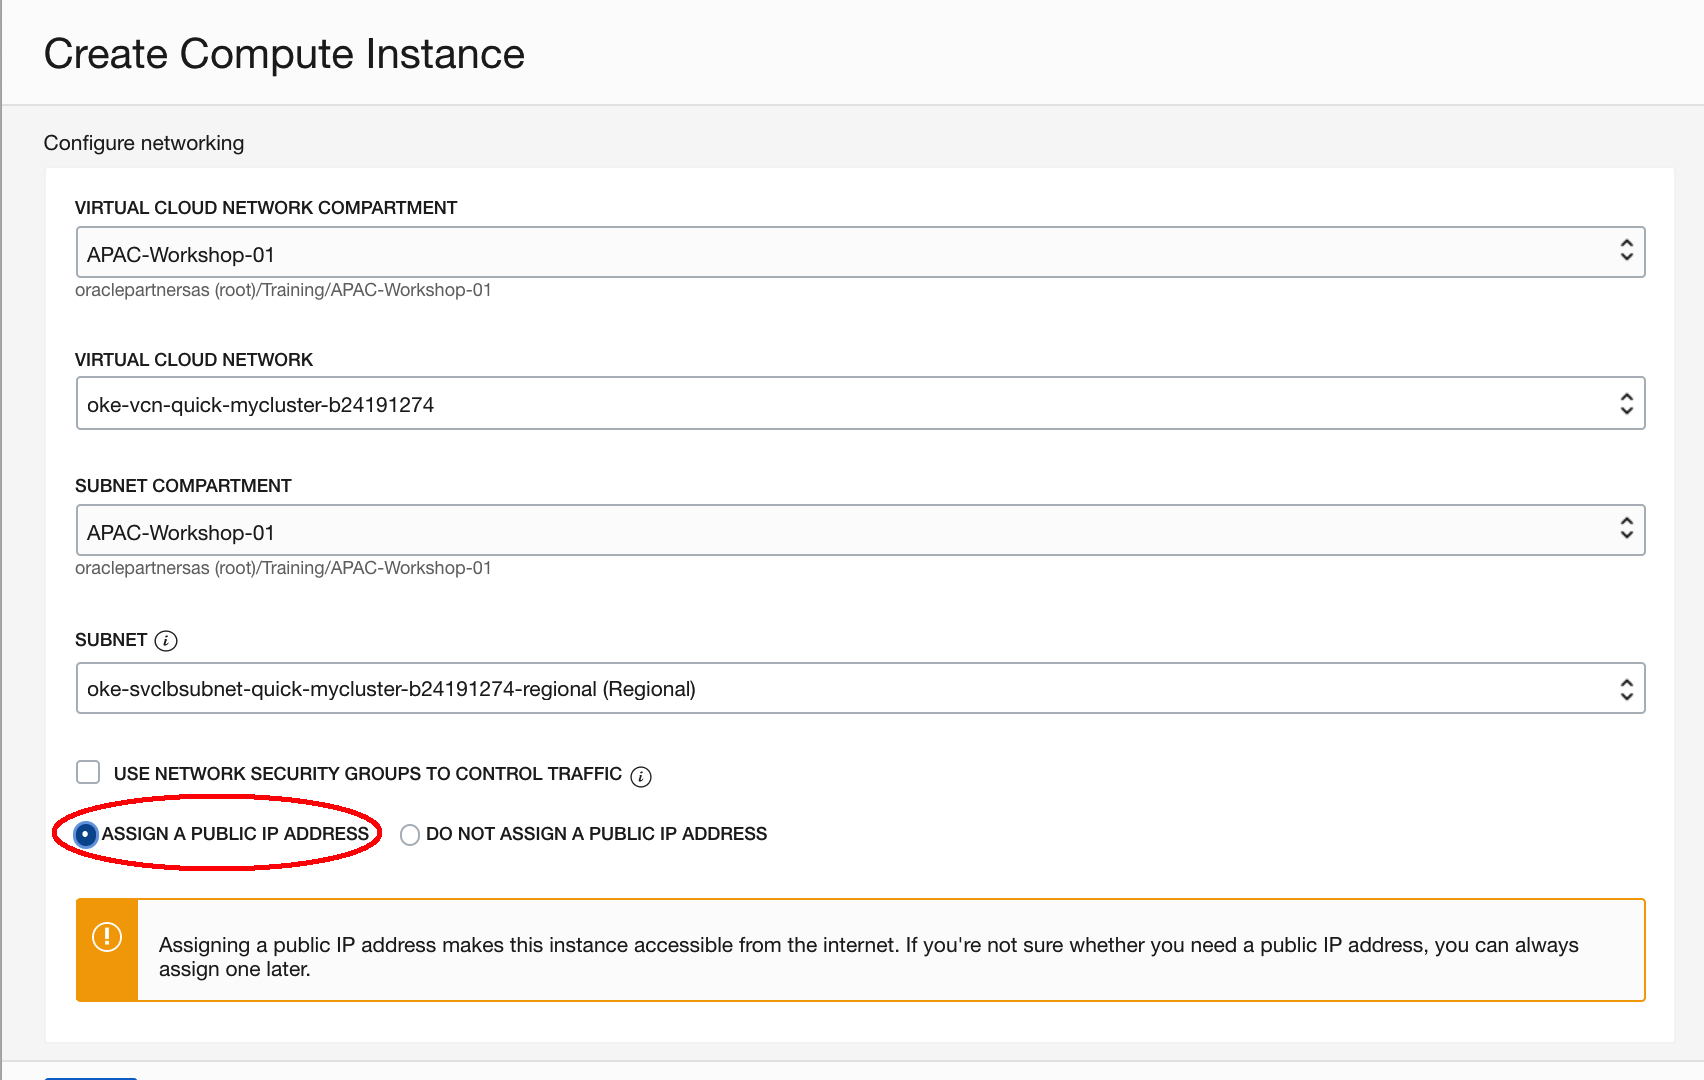 Create Compute Instance
Configure networking
VIRTUAL CLOUD NETWORK COMPARTMENT
APAC-Workshop-01
oraclepartnersas (root)/Training/APAC-Workshop-01
VIRTUAL CLOUD NETWORK
oke-vcn-quick-mycluster-b24191274
SUBNET COMPARTMENT
APAC-Workshop-01
oraclepartnersas (root)/Training/APAC-Workshop-01
SUBNET i
oke-svclbsubnet-quick-mycluster-b24191274-regional (Regional)
USE NETWORK SECURITY GROUPS TO CONTROL TRAFFIC i
ASSIGN A PUBLIC IP ADDRESS DO NOT ASSIGN A PUBLIC IP ADDRESS
Assigning a public IP address makes this instance accessible from the internet. If you're not sure whether you need a public IP address, you can always
assign one later.